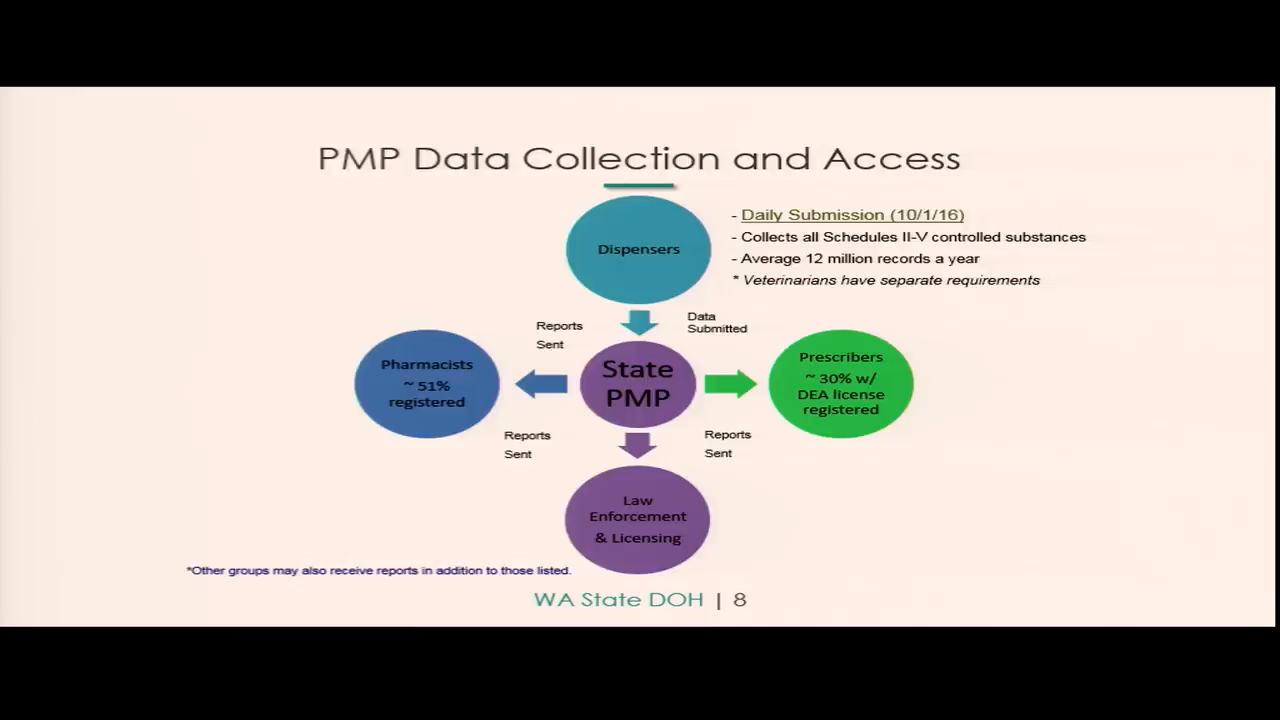 PMP Data Collection and Access
Dispensers
- Daily Submission (10/1/16)
- Collects all Schedules II-V controlled substances
- Average 12 million records a year
* Veterinarians have separate requirements
Reports
Sent
Data
Submitted
Pharmacists
~ 51%
registered
State
PMP
Prescribers
~ 30% w/
DEA license
registered
Reports
Sent
Reports
Sent
Law
Enforcement
& Licensing
*Other groups may also receive reports in addition to those listed.
WA State DOH | 8